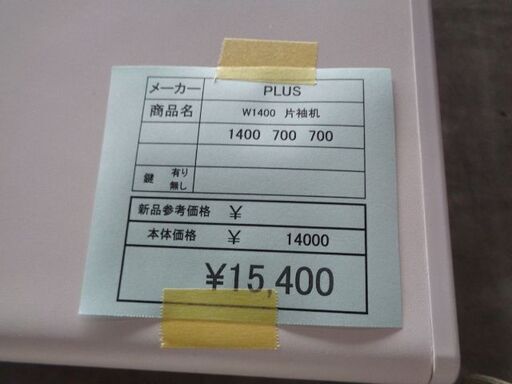 メーカー PLUS
商品名 W1400 片袖机
1400 700 700
鍵 有り 無し
新品参考価格 ¥
本体価格 ¥ 14000
¥15,400